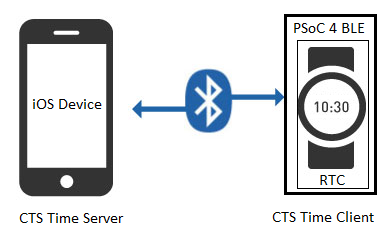 PSoC 4 BLE
iOS Device
10:30
RTC
CTS Time Server
CTS Time Client